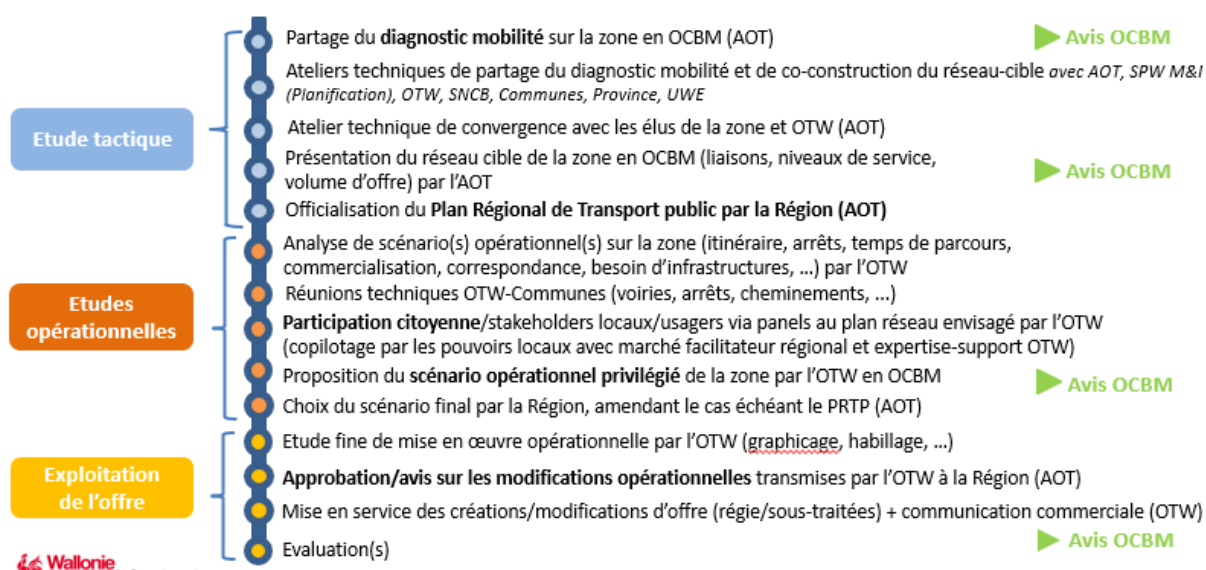 Partage du diagnostic mobilité sur la zone en OCBM (AOT)
Avis OCBM
Ateliers techniques de partage du diagnostic mobilité et de co-construction du réseau-cible avec AOT, SPW M&I
(Planification), OTW, SNCB, Communes, Province, UWE
Etude tactique
Atelier technique de convergence avec les élus de la zone et OTW (AOT)
Présentation du réseau cible de la zone en OCBM (liaisons, niveaux de service,
volume d'offre) par l'AOT
Avis OCBM
Officialisation du Plan Régional de Transport public par la Région (AOT)
Analyse de scénario(s) opérationnel(s) sur la zone (itinéraire, arrêts, temps de parcours,
commercialisation, correspondance, besoin d'infrastructures, ...) par l'OTW
Etudes
opérationnelles
Réunions techniques OTW-Communes (voiries, arrêts, cheminements, ...)
Participation citoyenne/stakeholders locaux/usagers via panels au plan réseau envisagé par l'OTW
(copilotage par les pouvoirs locaux avec marché facilitateur régional et expertise-support OTW)
Proposition du scénario opérationnel privilégié de la zone par l'OTW en OCBM
Avis OCBM
Choix du scénario final par la Région, amendant le cas échéant le PRTP (AOT)
Etude fine de mise en œuvre opérationnelle par l'OTW (graphicage, habillage, ...)
Exploitation
de l'offre
Approbation/avis sur les modifications opérationnelles transmises par l'OTW à la Région (AOT)
Mise en service des créations/modifications d'offre (régie/sous-traitées) + communication commerciale (OTW)
Evaluation(s)
Avis OCBM
Wallonie